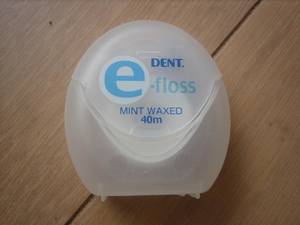 DENT.
e-floss
MINT WAXED
40m